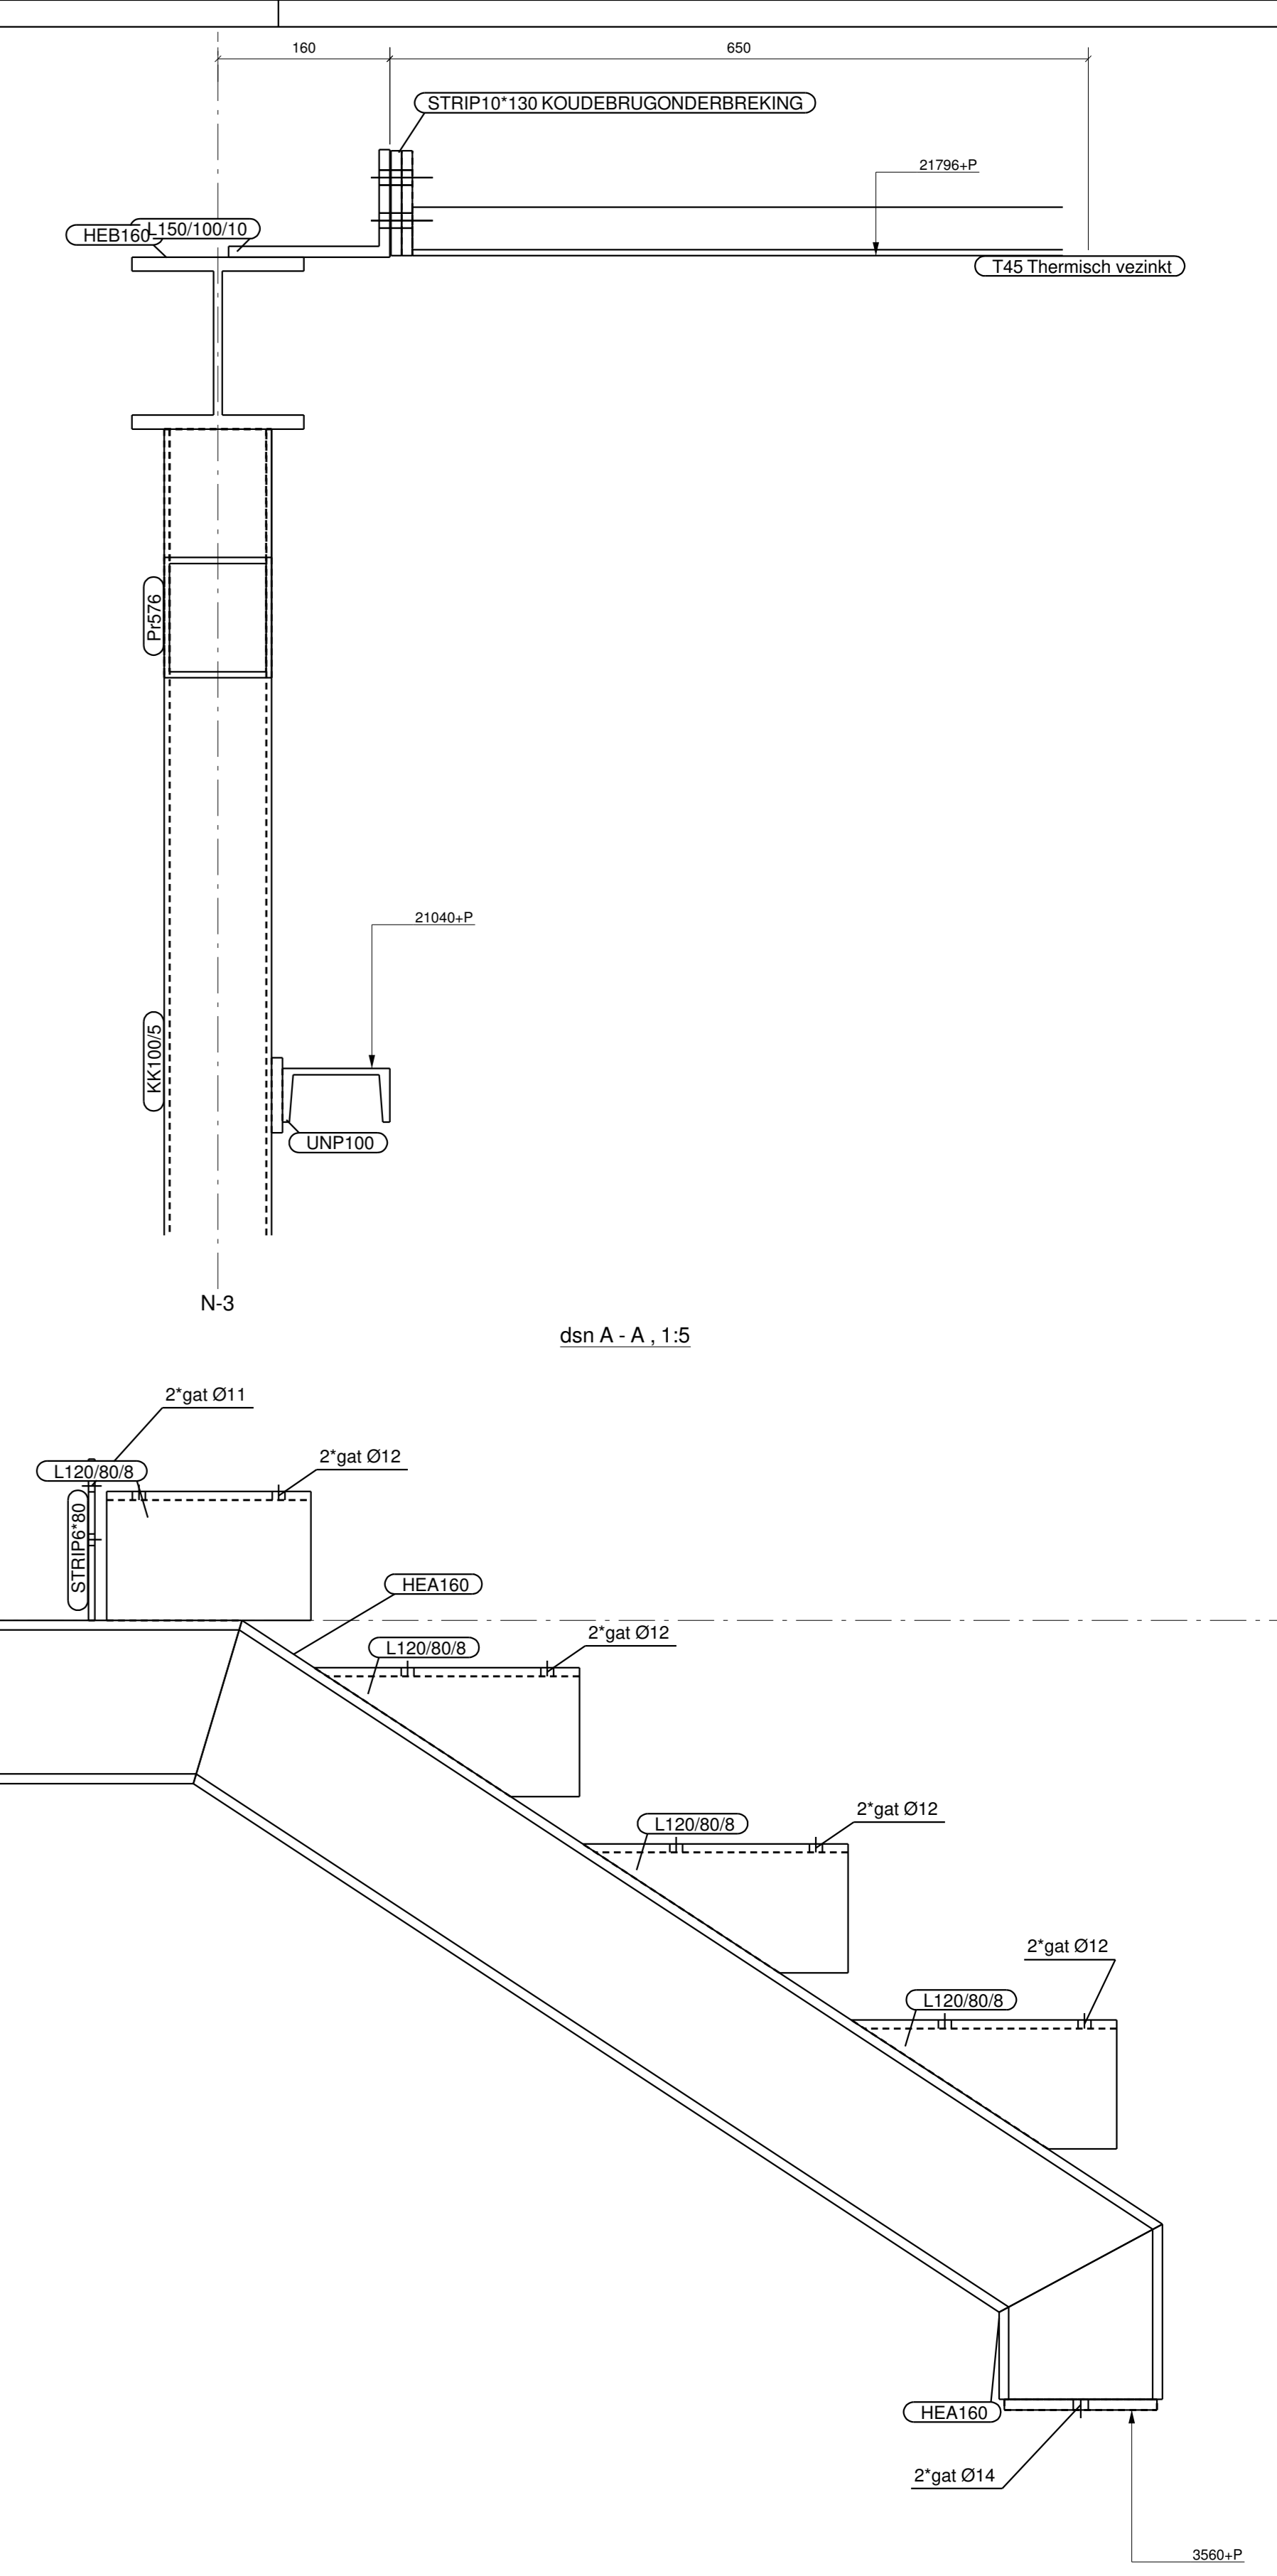 160
650
STRIP10*130 KOUDEBRUGONDERBREKING
21796+P
L150/100/10
HEB160
T45 Thermisch vezinkt
Pr576
21040+P
KK100/5
UNP100
N-3
dsn A - A , 1:5
2*gat Ø11
2*gat Ø12
L120/80/8
STRIP6*80
HEA160
2*gat Ø12
L120/80/8
2*gat Ø12
L120/80/8
2*gat Ø12
L120/80/8
HEA160
2*gat Ø14
3560+P